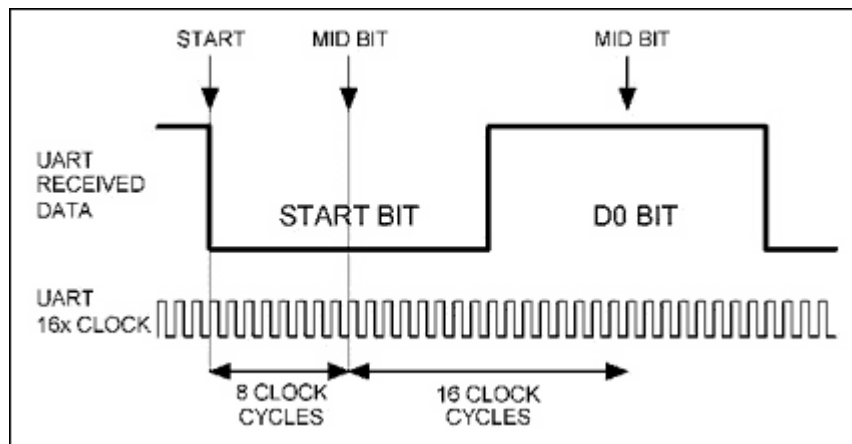 START
MID BIT
MID BIT
UART
RECEIVED
DATA
START BIT
D0 BIT
UART
16x CLOCK
8 CLOCK
CYCLES
16 CLOCK
CYCLES